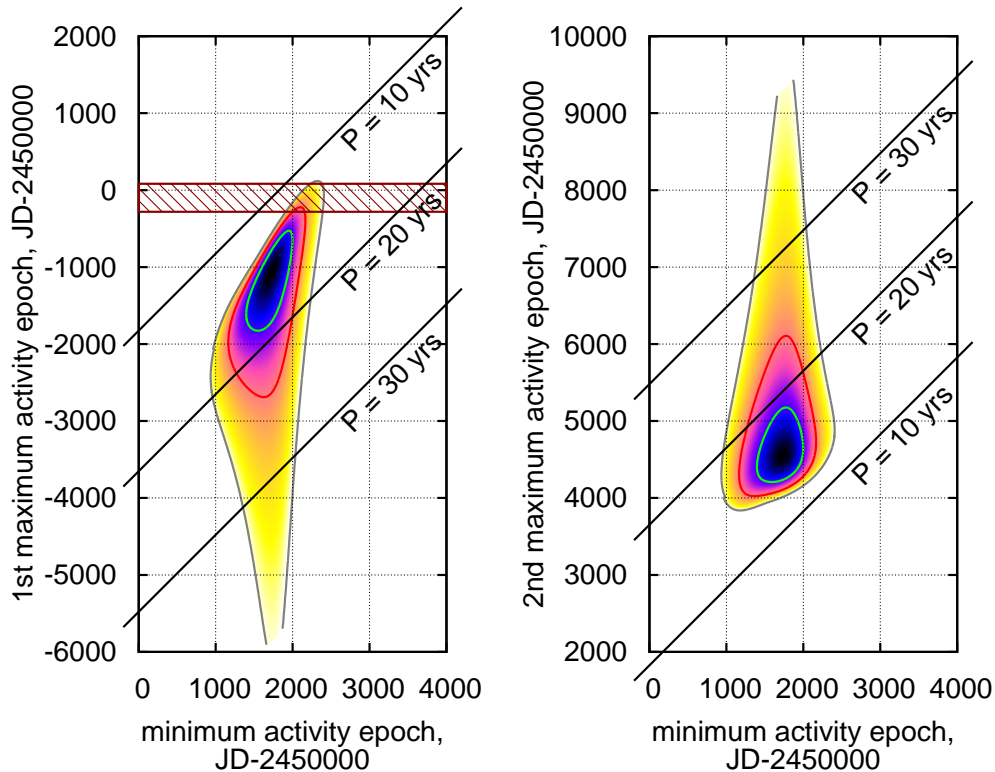 1st maximum activity epoch, JD-2450000
2000
1000
0
-1000
-2000
-3000
-4000
-5000
-6000
P = 10 yrs
P = 20 yrs
P = 30 yrs
0 1000 2000 3000 4000
minimum activity epoch,
JD-2450000
2nd maximum activity epoch, JD-2450000
10000
9000
8000
7000
6000
5000
4000
3000
2000
P = 30 yrs
P = 20 yrs
P = 10 yrs
0 1000 2000 3000 4000
minimum activity epoch,
JD-2450000